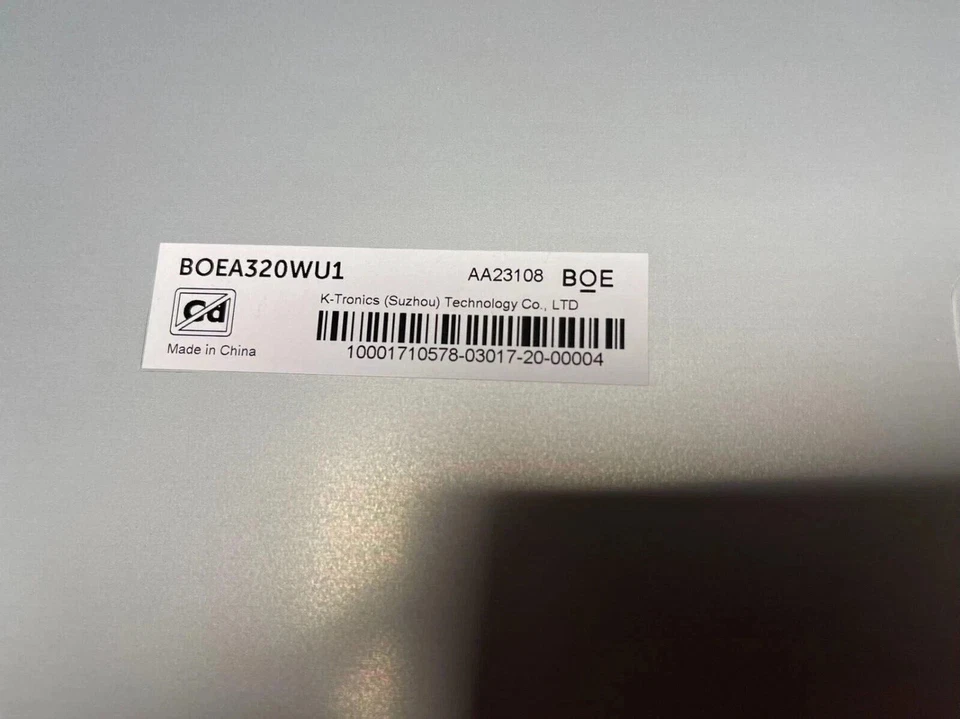 BOEA320WU1
AA23108 BOE
K-Tronics (Suzhou) Technology Co., LTD
Cd
Made in China
10001710578-03017-20-00004